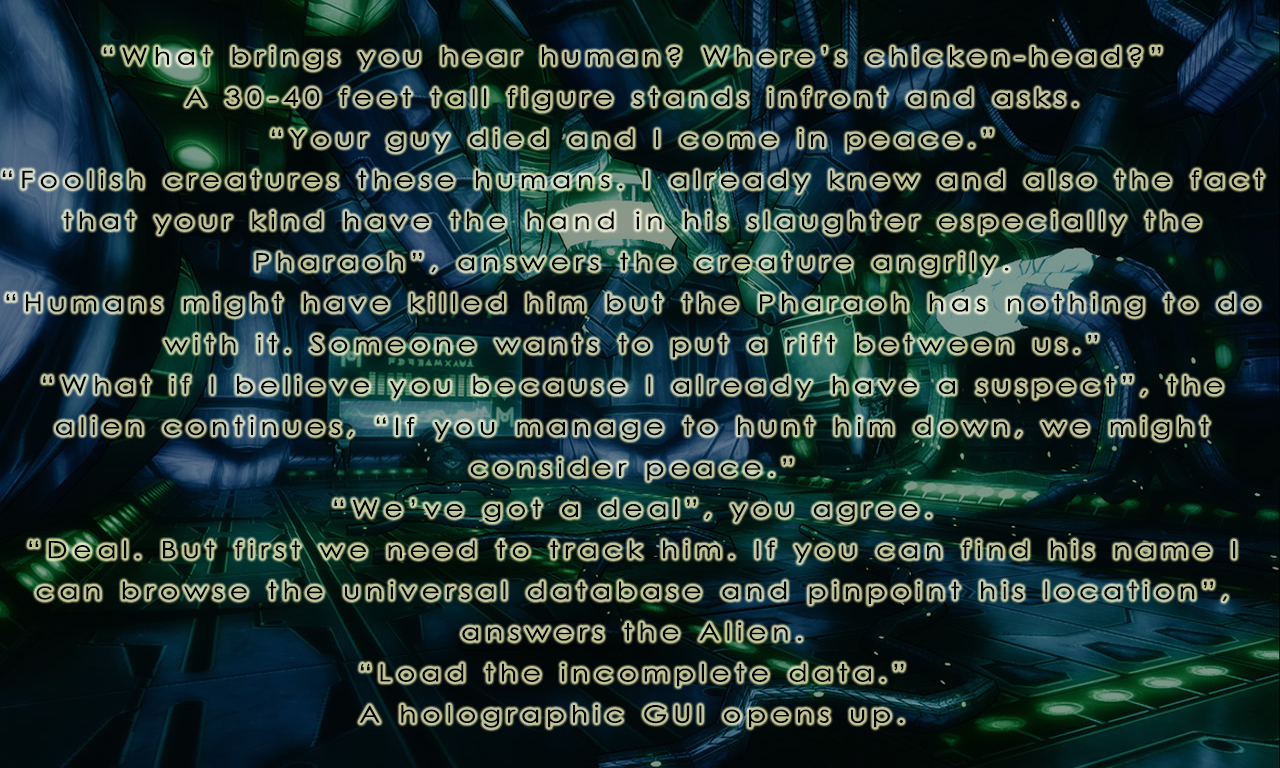 “What brings you hear human? Where’s chicken-head?”
A 30-40 feet tall figure stands infront and asks.
“Your guy died and I come in peace.”
“Foolish creatures these humans. I already knew and also the fact
that your kind have the hand in his slaughter especially the
Pharaoh”, answers the creature angrily.
“Humans might have killed him but the Pharaoh has nothing to do
with it. Someone wants to put a rift between us.”
“What if I believe you because I already have a suspect”, the
alien continues, “If you manage to hunt him down, we might
consider peace.”
“We’ve got a deal”, you agree.
“Deal. But first we need to track him. If you can find his name I
can browse the universal database and pinpoint his location”,
answers the Alien.
“Load the incomplete data.”
A holographic GUI opens up.